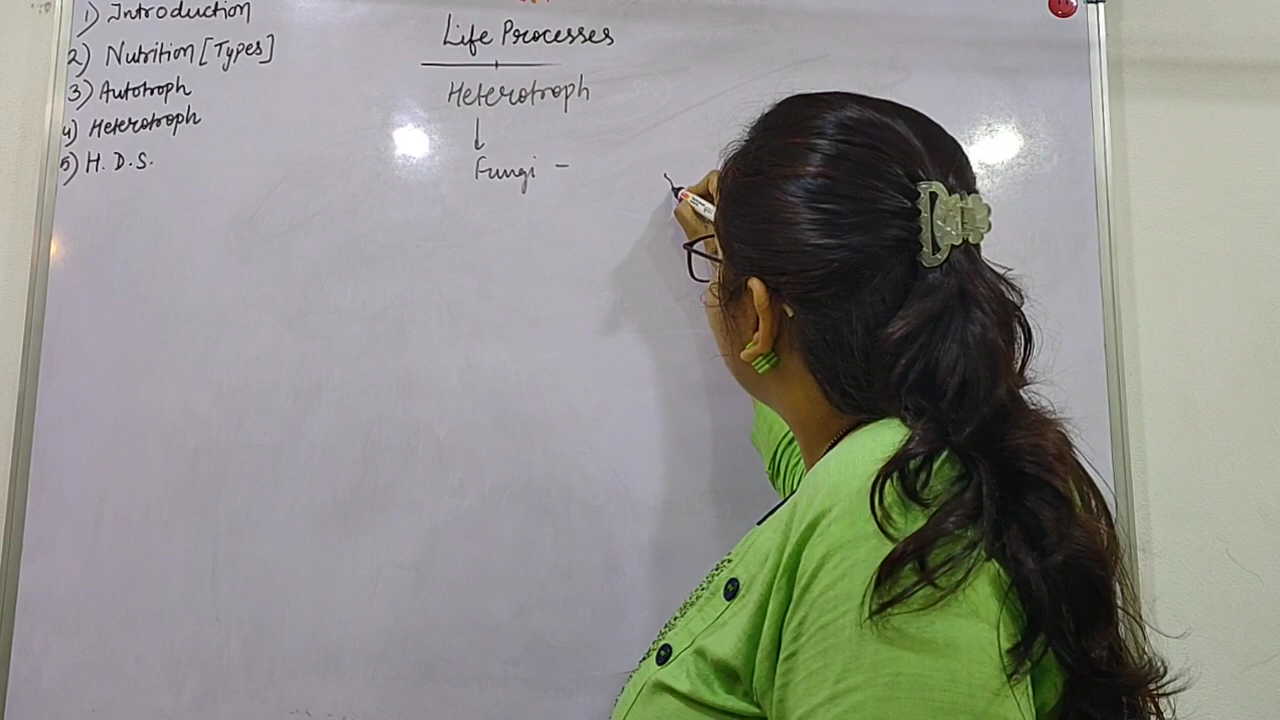 1) Introduction
2) Nutrition [Types]
3) Autotroph
4) Heterotroph
5) H. D. S.
Life Processes
Heterotroph
Fungi -